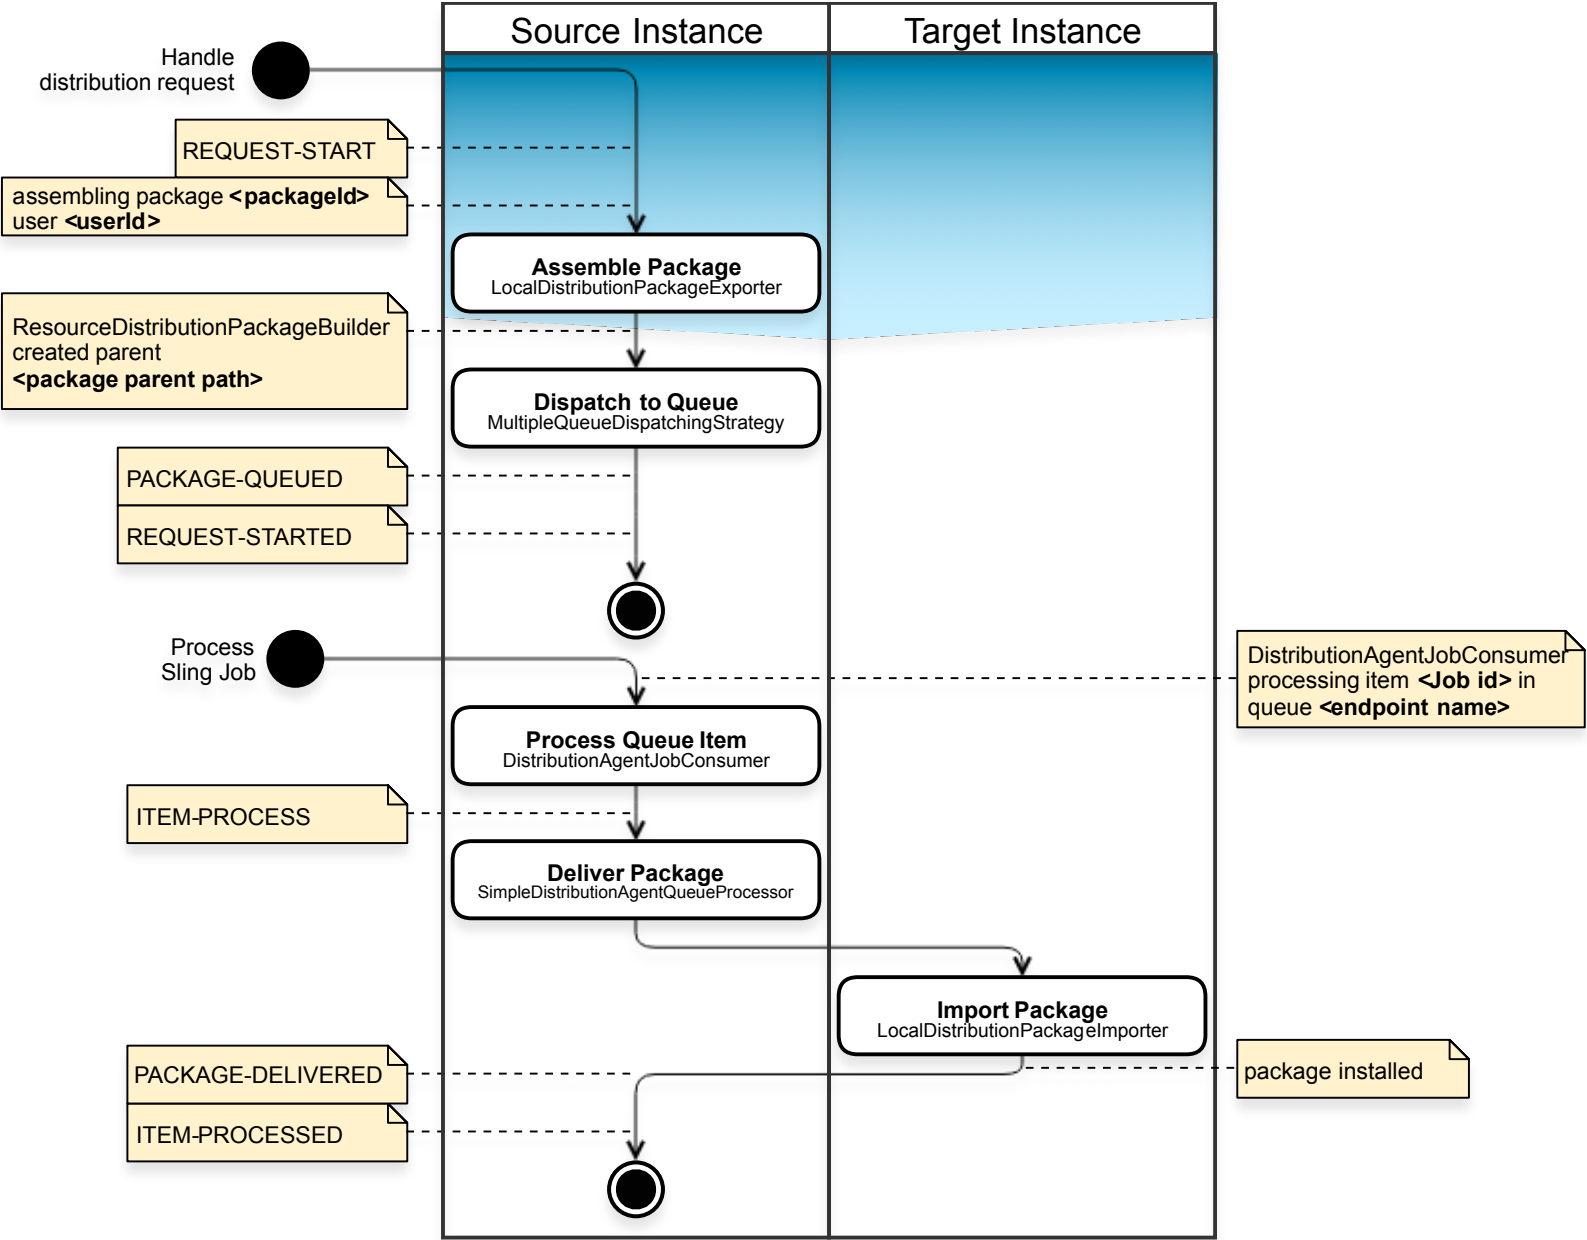 Source Instance
Target Instance
Handle
distribution request
REQUEST-START
assembling package <packageId>
user <userId>
Assemble Package
LocalDistributionPackageExporter
ResourceDistributionPackageBuilder
created parent
<package parent path>
Dispatch to Queue
MultipleQueueDispatchingStrategy
PACKAGE-QUEUED
REQUEST-STARTED
Process
Sling Job
DistributionAgentJobConsumer
processing item <Job id> in
queue <endpoint name>
Process Queue Item
DistributionAgentJobConsumer
ITEM-PROCESS
Deliver Package
SimpleDistributionAgentQueueProcessor
Import Package
LocalDistributionPackageImporter
PACKAGE-DELIVERED
package installed
ITEM-PROCESSED